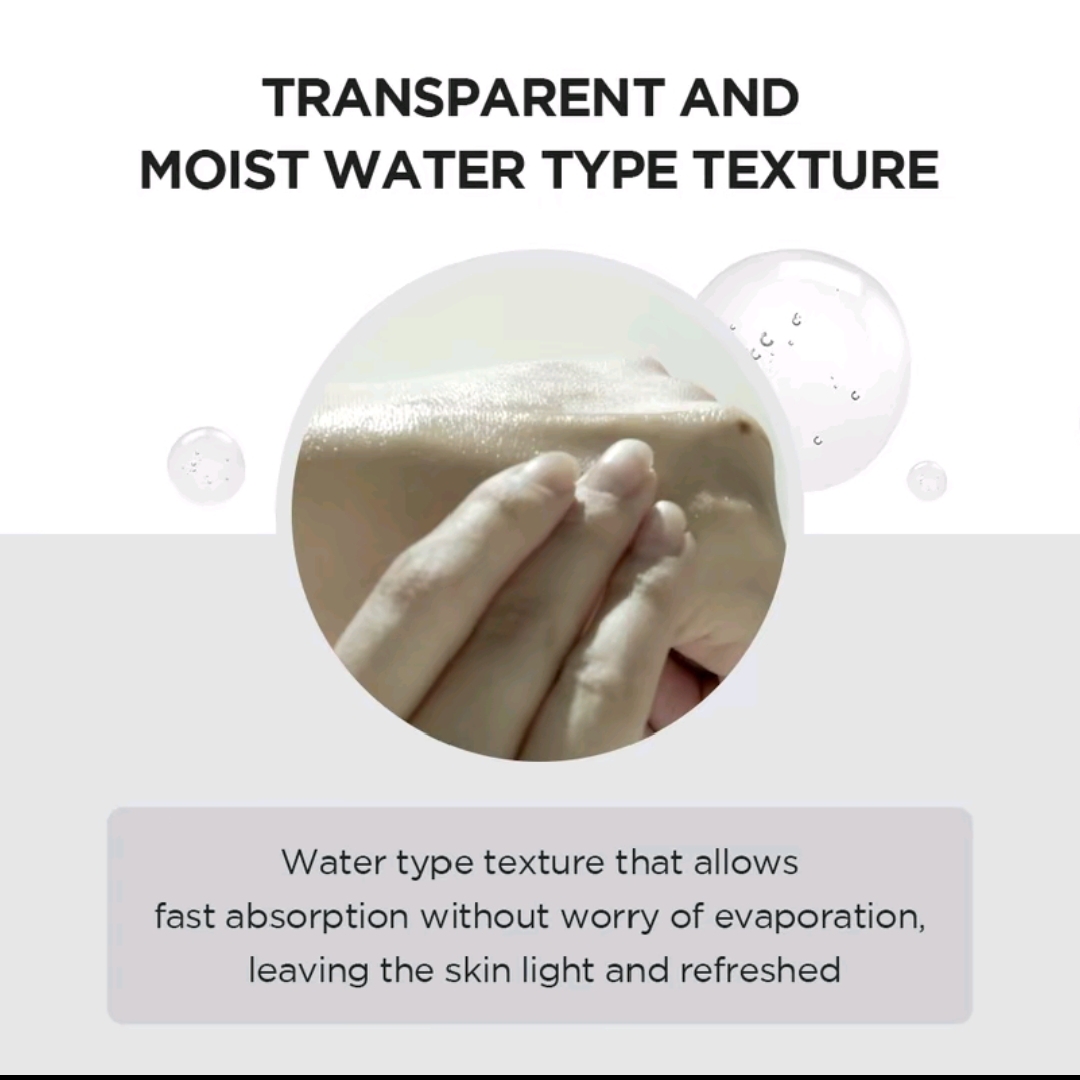 TRANSPARENT AND
MOIST WATER TYPE TEXTURE
Water type texture that allows
fast absorption without worry of evaporation,
leaving the skin light and refreshed